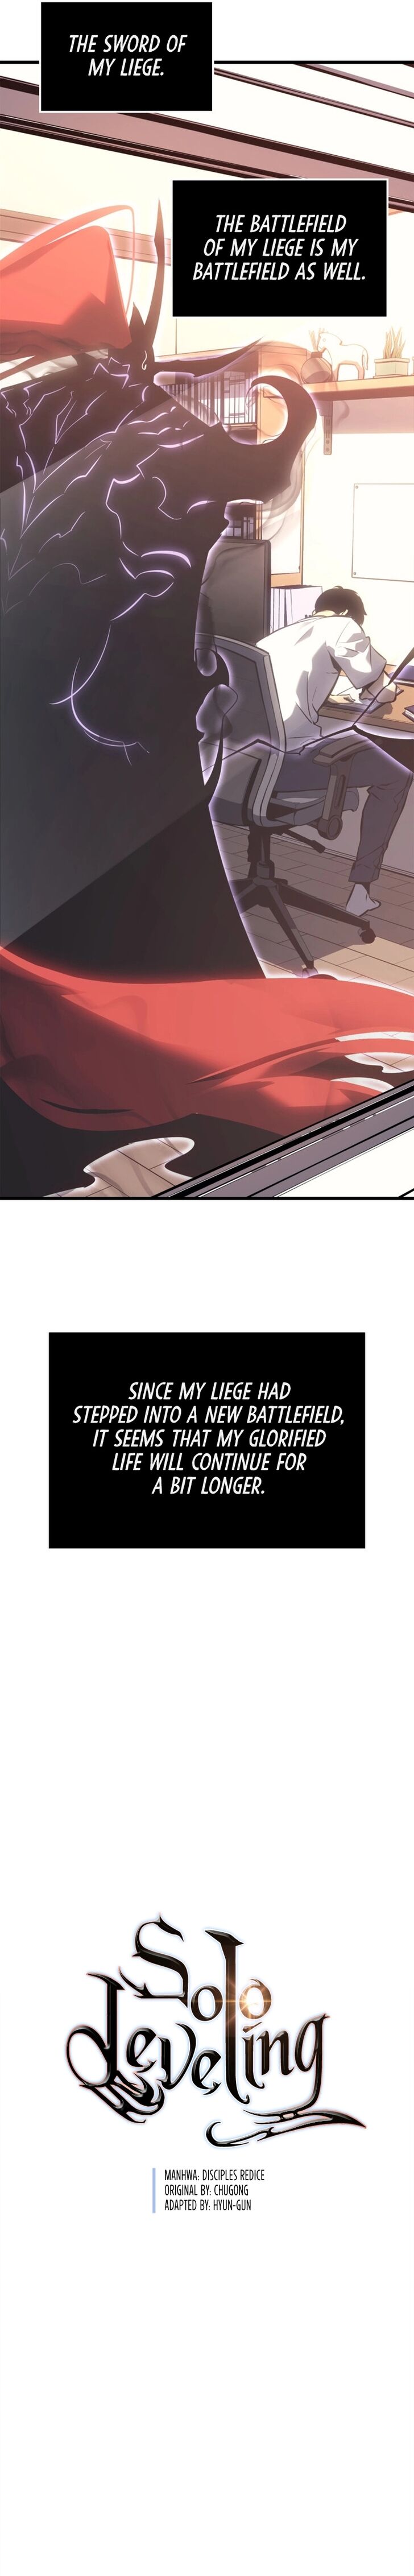 THE SWORD OF
MY LIEGE.
THE BATTLEFIELD
OF MY LIEGE IS MY
BATTLEFIELD AS WELL.
SINCE MY LIEGE HAD
STEPPED INTO A NEW BATTLEFIELD,
IT SEEMS THAT MY GLORIFIED
LIFE WILL CONTINUE FOR
A BIT LONGER.
Solo
Leveling
MANHWA: DISCIPLES REDICE
ORIGINAL BY: CHUGONG
ADAPTED BY: HYUN-GUN